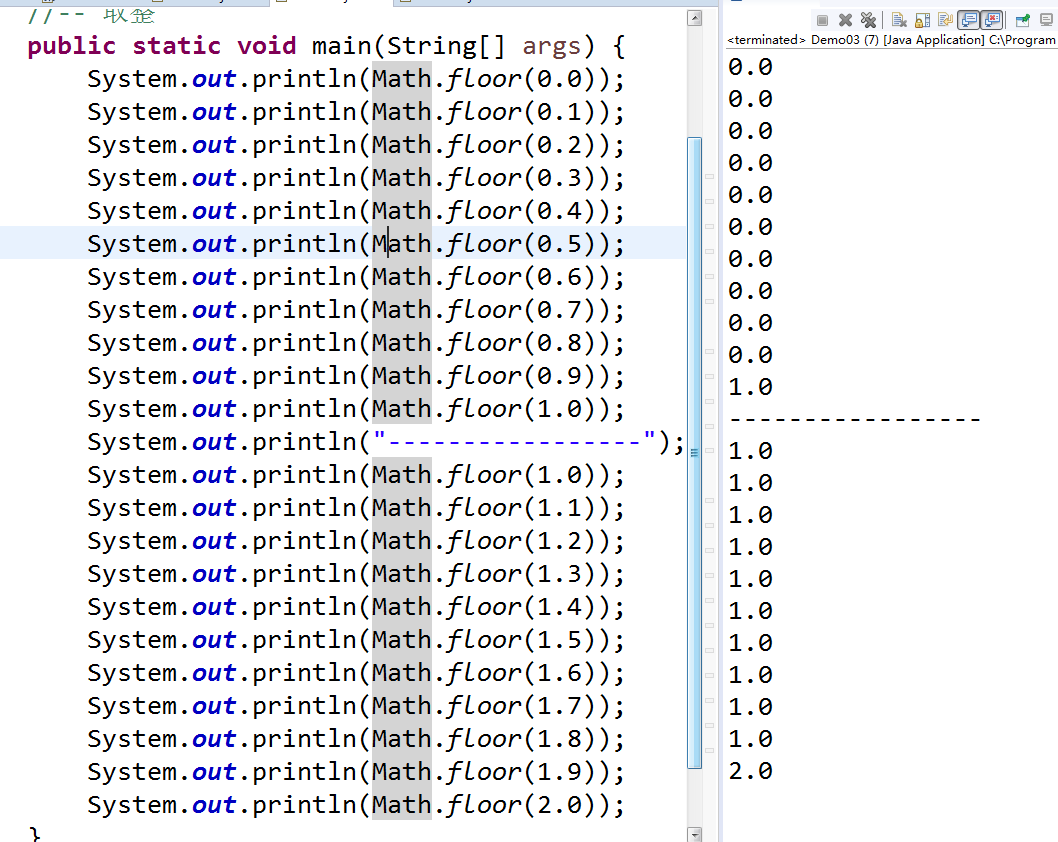 //-- 取整
public static void main(String[] args) {
System.out.println(Math.floor(0.0));
System.out.println(Math.floor(0.1));
System.out.println(Math.floor(0.2));
System.out.println(Math.floor(0.3));
System.out.println(Math.floor(0.4));
System.out.println(Math.floor(0.5));
System.out.println(Math.floor(0.6));
System.out.println(Math.floor(0.7));
System.out.println(Math.floor(0.8));
System.out.println(Math.floor(0.9));
System.out.println(Math.floor(1.0));
System.out.println("-----------------");
System.out.println(Math.floor(1.0));
System.out.println(Math.floor(1.1));
System.out.println(Math.floor(1.2));
System.out.println(Math.floor(1.3));
System.out.println(Math.floor(1.4));
System.out.println(Math.floor(1.5));
System.out.println(Math.floor(1.6));
System.out.println(Math.floor(1.7));
System.out.println(Math.floor(1.8));
System.out.println(Math.floor(1.9));
System.out.println(Math.floor(2.0));
}
<terminated> Demo03 (7) [Java Application] C:\Program
0.0
0.0
0.0
0.0
0.0
0.0
0.0
0.0
0.0
0.0
1.0
-----------------
1.0
1.0
1.0
1.0
1.0
1.0
1.0
1.0
1.0
1.0
2.0